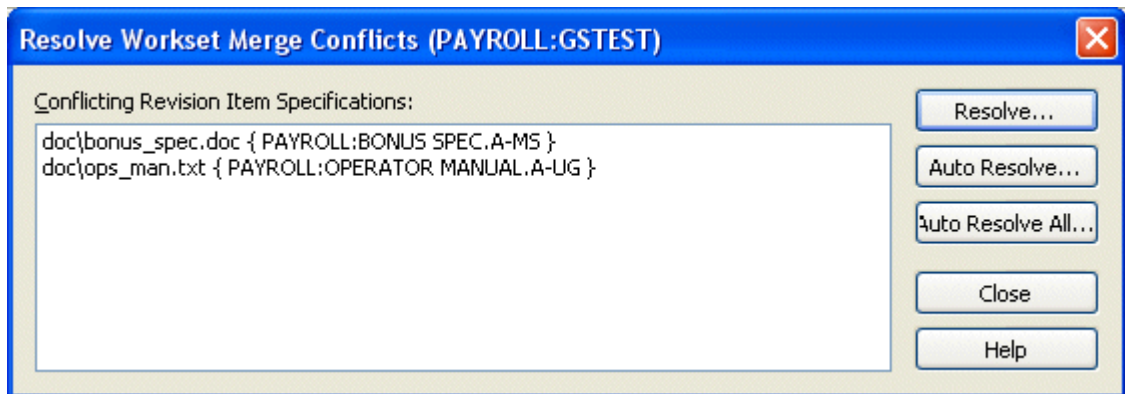 Resolve Workset Merge Conflicts (PAYROLL:GSTEST)
Conflicting Revision Item Specifications:
doc\bonus_spec.doc { PAYROLL:BONUS SPEC.A-MS }
doc\ops_man.txt { PAYROLL:OPERATOR MANUAL.A-UG }
Resolve...
Auto Resolve...
Auto Resolve All...
Close
Help